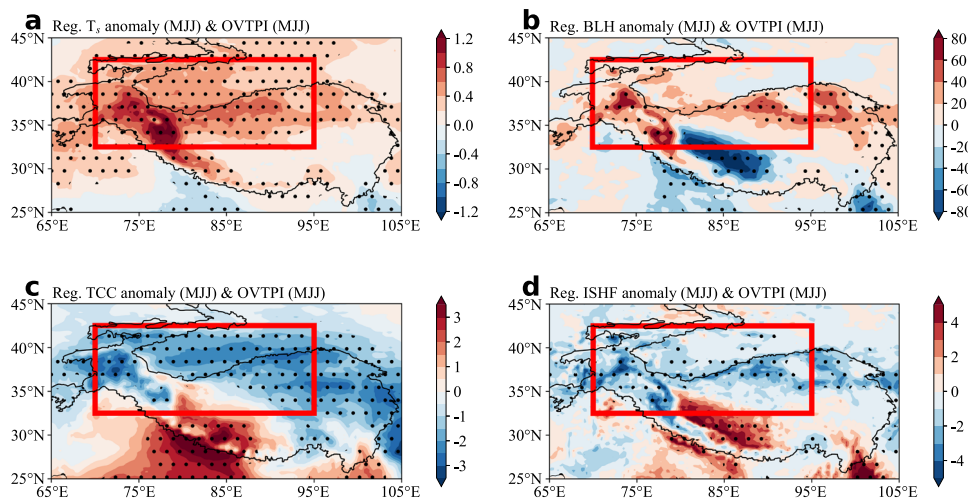 a
Reg. Tₛ anomaly (MJJ) & OVTPI (MJJ)
45°N
40°N
35°N
30°N
25°N
65°E 75°E 85°E 95°E 105°E
1.2
0.8
0.4
0.0
−0.4
−0.8
−1.2
b
Reg. BLH anomaly (MJJ) & OVTPI (MJJ)
45°N
40°N
35°N
30°N
25°N
65°E 75°E 85°E 95°E 105°E
80
60
40
20
0
−20
−40
−60
−80
c
Reg. TCC anomaly (MJJ) & OVTPI (MJJ)
45°N
40°N
35°N
30°N
25°N
65°E 75°E 85°E 95°E 105°E
3
2
1
0
−1
−2
−3
d
Reg. ISHF anomaly (MJJ) & OVTPI (MJJ)
45°N
40°N
35°N
30°N
25°N
65°E 75°E 85°E 95°E 105°E
4
2
0
−2
−4